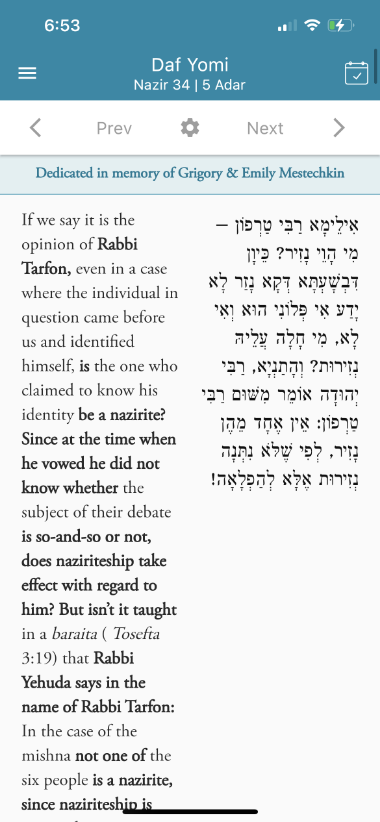 6:53
Daf Yomi
Nazir 34 | 5 Adar
Prev
Next
Dedicated in memory of Grigory & Emily Mestechkin
If we say it is the
opinion of Rabbi
Tarfon, even in a case
where the individual in
question came before
us and identified
himself, is the one who
claimed to know his
identity be a nazirite?
Since at the time when
he vowed he did not
know whether the
subject of their debate
is so-and-so or not,
does naziriteship take
effect with regard to
him? But isn’t it taught
in a baraita ( Tosefta
3:19) that Rabbi
Yehuda says in the
name of Rabbi Tarfon:
In the case of the
mishna not one of the
six people is a nazirite,
since naziriteship is
אִילֵימָא רַבִּי טַרְפוֹן –
מִי הָוֵי נָזִיר? כֵּיוָן
דִּבְשָׁעְתָּא דְּקָא נָזַר לָא
יָדַע אִי פְּלוֹנִי הוּא וְאִי
לָא, מִי חָלָה עֲלֵיהּ
נְזִירוּת? וְהָתַנְיָא, רַבִּי
יְהוּדָה אוֹמֵר מִשּׁוּם רַבִּי
טַרְפוֹן: אֵין אֶחָד מֵהֶן
נָזִיר, לְפִי שֶׁלֹּא נִתְּנָה
נְזִירוּת אֶלָּא לְהַפְלָאָה!